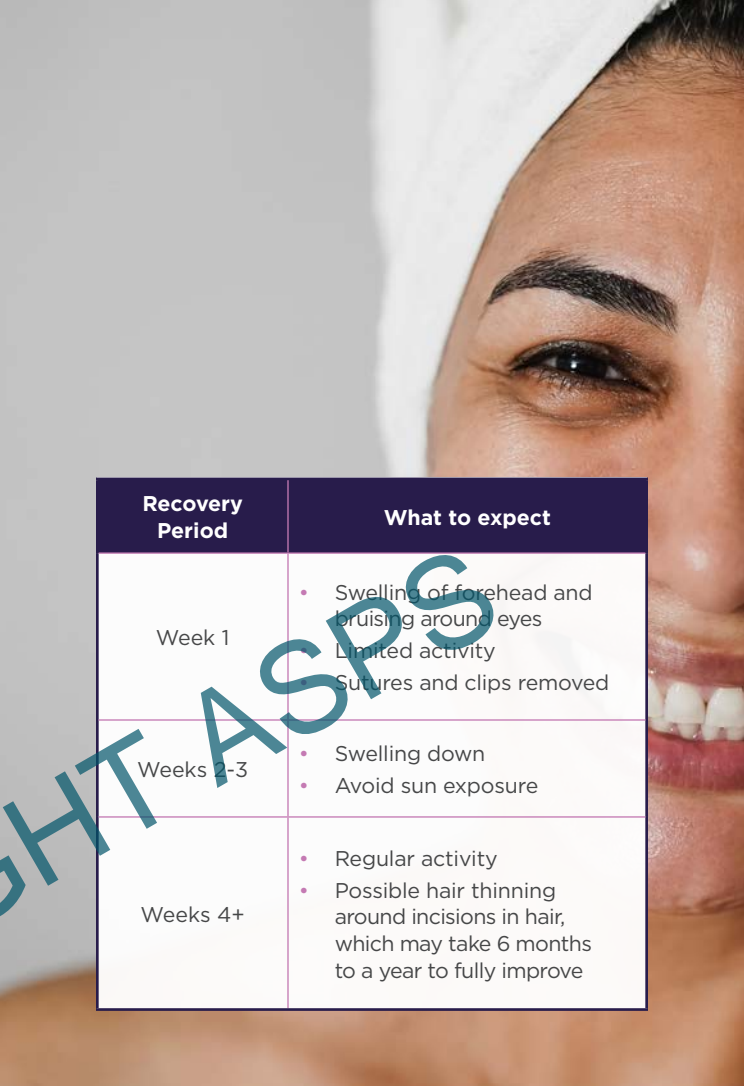 Recovery
Period
What to expect
Week 1
• Swelling of forehead and
bruising around eyes
• Limited activity
• Sutures and clips removed
Weeks 2-3
• Swelling down
• Avoid sun exposure
Weeks 4+
• Regular activity
• Possible hair thinning
around incisions in hair,
which may take 6 months
to a year to fully improve
GHT ASPS